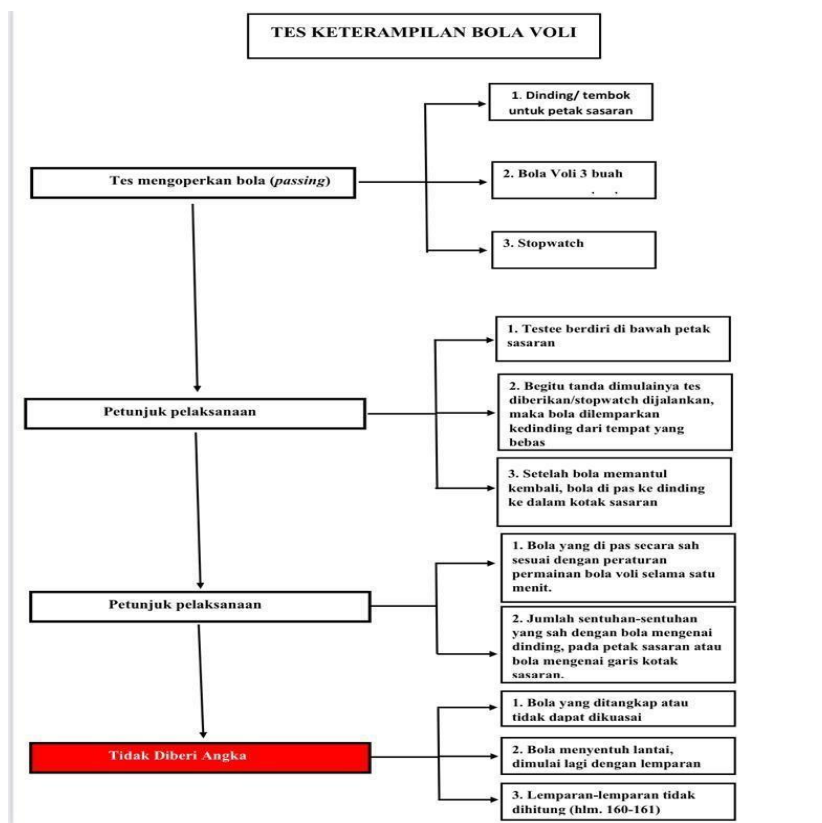 TES KETERAMPILAN BOLA VOLI
1. Dinding/ tembok
untuk petak sasaran
Tes mengoperkan bola (passing)
2. Bola Voli 3 buah
3. Stopwatch
1. Testee berdiri di bawah petak
sasaran
Petunjuk pelaksanaan
2. Begitu tanda dimulainya tes
diberikan/stopwatch dijalankan,
maka bola dilemparkan
kedinding dari tempat yang
bebas
3. Setelah bola memantul
kembali, bola di pas ke dinding
ke dalam kotak sasaran
1. Bola yang di pas secara sah
sesuai dengan peraturan
permainan bola voli selama satu
menit.
Petunjuk pelaksanaan
2. Jumlah sentuhan-sentuhan
yang sah dengan bola mengenai
dinding, pada petak sasaran atau
bola mengenai garis kotak
sasaran.
1. Bola yang ditangkap atau
tidak dapat dikuasai
Tidak Diberi Angka
2. Bola menyentuh lantai,
dimulai lagi dengan lemparan
3. Lemparan-lemparan tidak
dihitung (hlm. 160-161)